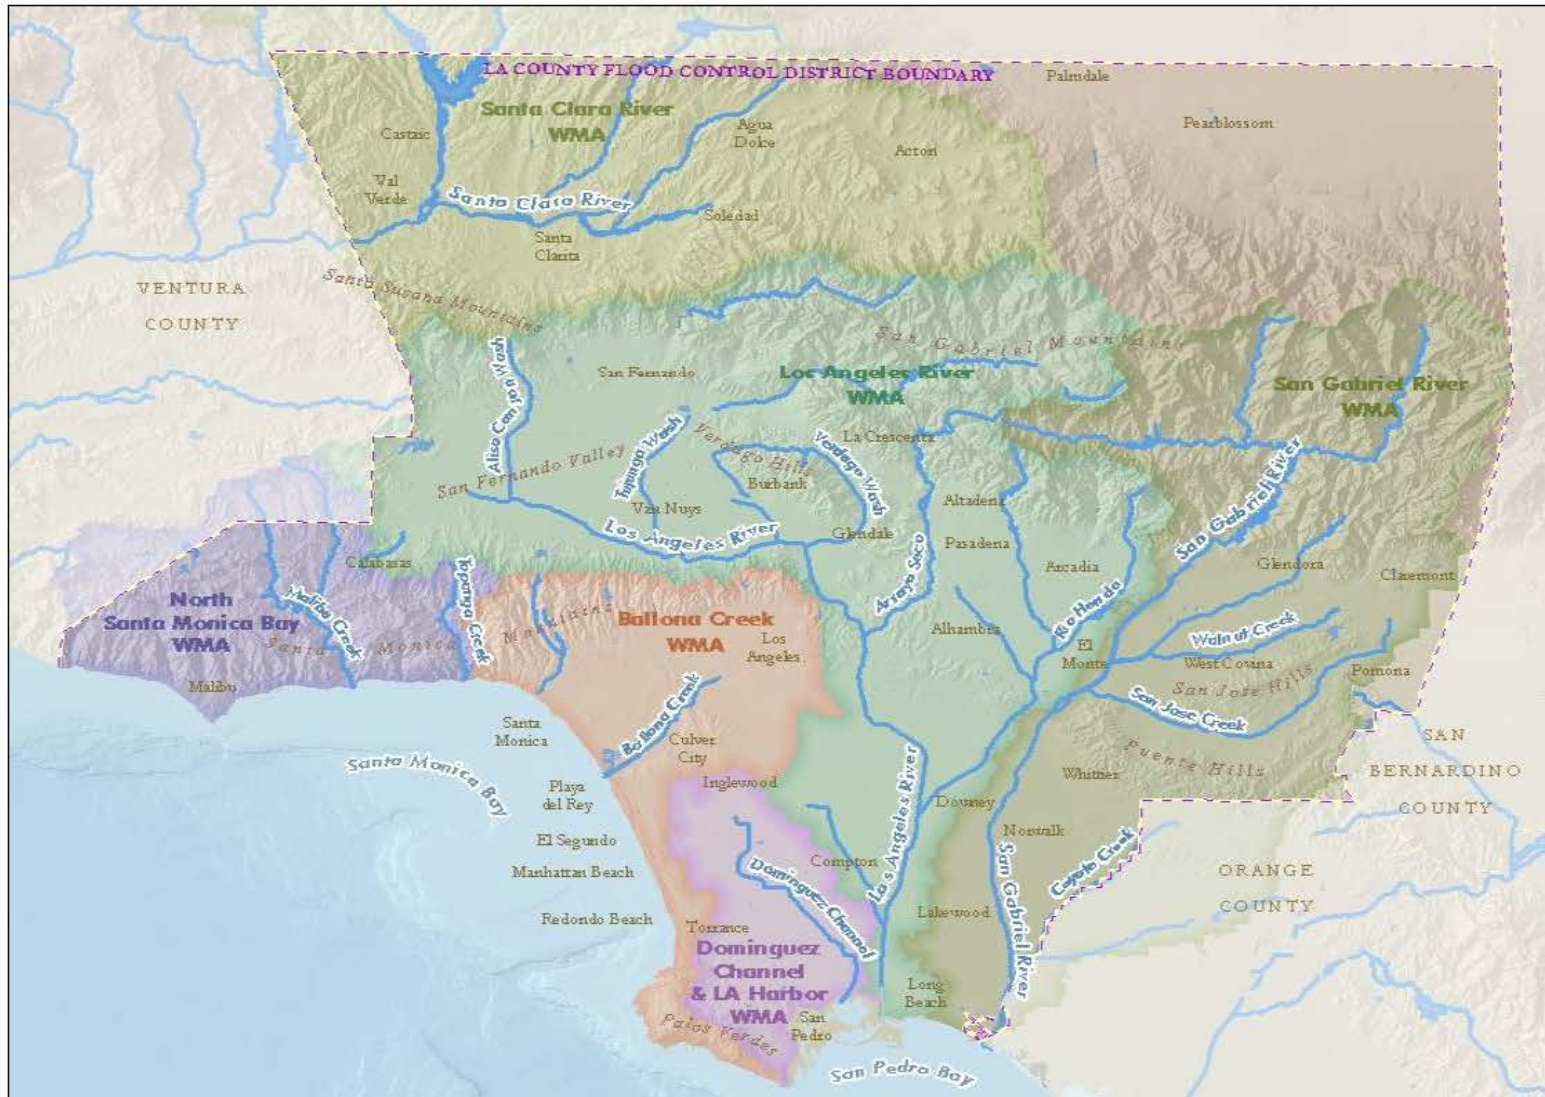 LA COUNTY FLOOD CONTROL DISTRICT BOUNDARY
Palmdale
Pearblossom
Santa Clara River
WMA
Castaic
Agua
Dolce
Acton
Val
Verde
Santa Clara River
Soledad
Santa
Clarita
Santa Susana Mountains
VENTURA
COUNTY
San Gabriel Mountains
Aliso Canyon Wash
San Fernando
Los Angeles River
WMA
San Gabriel River
WMA
Tujunga Wash
Verdugo Hills
Verdugo Wash
La Crescenta
San Fernando Valley
Burbank
San Gabriel River
Van Nuys
Altadena
Los Angeles River
Glendale
Pasadena
Arroyo Seco
Arcadia
Glendora
Claremont
Calabasas
Topanga Creek
Malibu Creek
North
Santa Monica Bay
WMA
Santa Monica Mountains
Malibu
Ballona Creek
WMA
Los
Angeles
Alhambra
Rio Hondo
El
Monte
Walnut Creek
West Covina
San Jose Hills
Pomona
San Jose Creek
Santa
Monica
Ballona Creek
Culver
City
Puente Hills
Whittier
SAN
BERNARDINO
COUNTY
Santa Monica Bay
Inglewood
Playa
del Rey
Los Angeles River
Downey
El Segundo
Norwalk
Manhattan Beach
Compton
Dominguez Channel
Coyote Creek
ORANGE
COUNTY
Redondo Beach
Torrance
Lakewood
San Gabriel River
Dominguez
Channel
& LA Harbor
WMA
Long
Beach
San
Pedro
Palos Verdes
San Pedro Bay